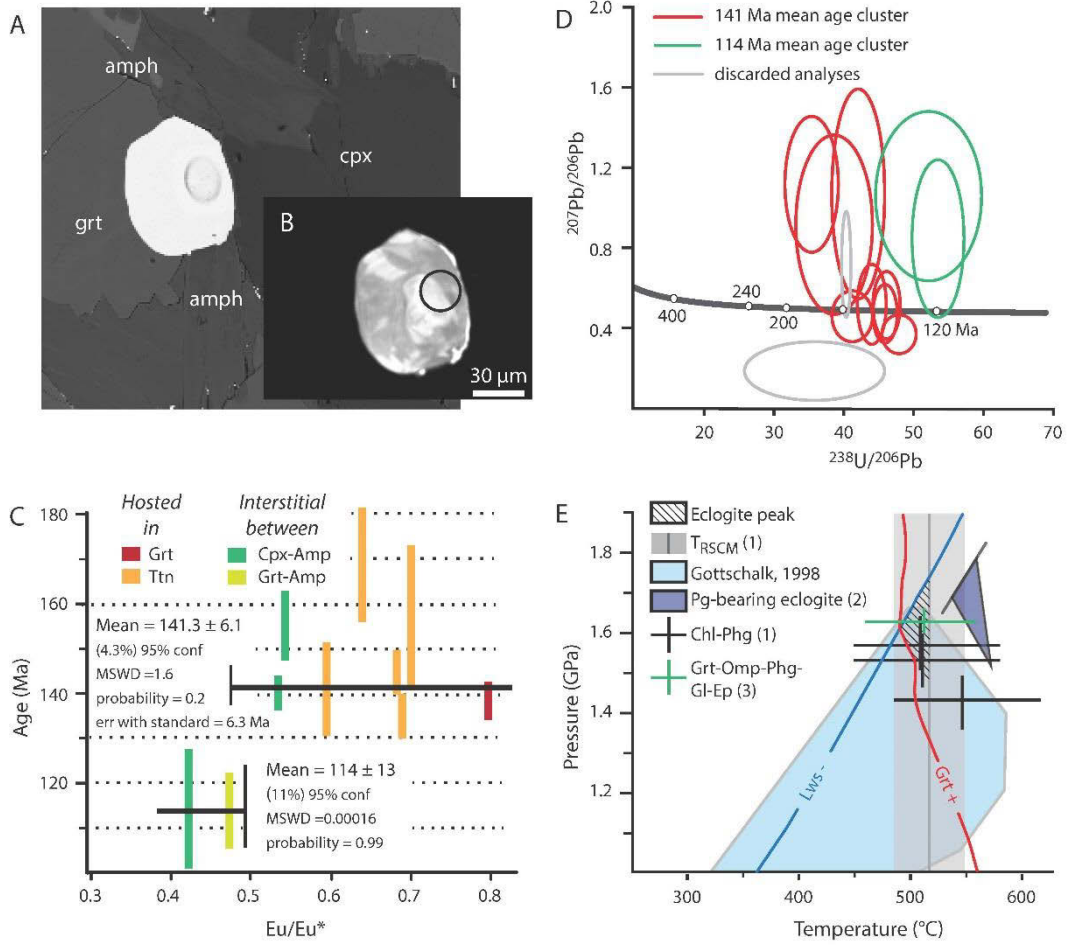 A
amph
cpx
grt
amph
B
30 µm
C
Hosted
in
Interstitial
between
Grt
Ttn
Cpx-Amp
Grt-Amp
180
160
140
120
Age (Ma)
Mean = 141.3 ± 6.1
(4.3%) 95% conf
MSWD = 1.6
probability = 0.2
err with standard = 6.3 Ma
Mean = 114 ± 13
(11%) 95% conf
MSWD =0.00016
probability = 0.99
0.3 0.4 0.5 0.6 0.7 0.8
Eu/Eu*
D
141 Ma mean age cluster
114 Ma mean age cluster
discarded analyses
2.0
1.6
1.2
0.8
0.4
²⁰⁷Pb/²⁰⁶Pb
400
240
200
120 Ma
20 30 40 50 60 70
²³⁸U/²⁰⁶Pb
E
Eclogite peak
TRSCM (1)
Gottschalk, 1998
Pg-bearing eclogite (2)
Chl-Phg (1)
Grt-Omp-Phg-
Gl-Ep (3)
1.8
1.6
1.4
1.2
Pressure (GPa)
Lws -
Grt +
300 400 500 600
Temperature (°C)